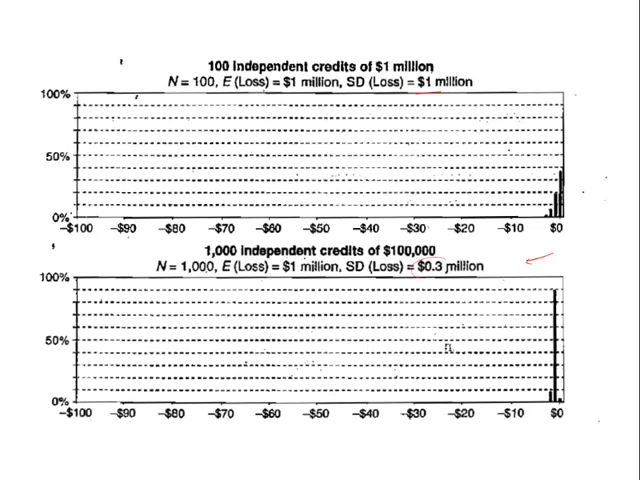 100 Independent credits of $1 million
N = 100, E (Loss) = $1 million, SD (Loss) = $1 million
100%
50%
0%
–$100 –$90 –$80 –$70 –$60 –$50 –$40 –$30 –$20 –$10 $0
1,000 Independent credits of $100,000
N = 1,000, E (Loss) = $1 million, SD (Loss) = $0.3 million
100%
50%
0%
–$100 –$90 –$80 –$70 –$60 –$50 –$40 –$30 –$20 –$10 $0